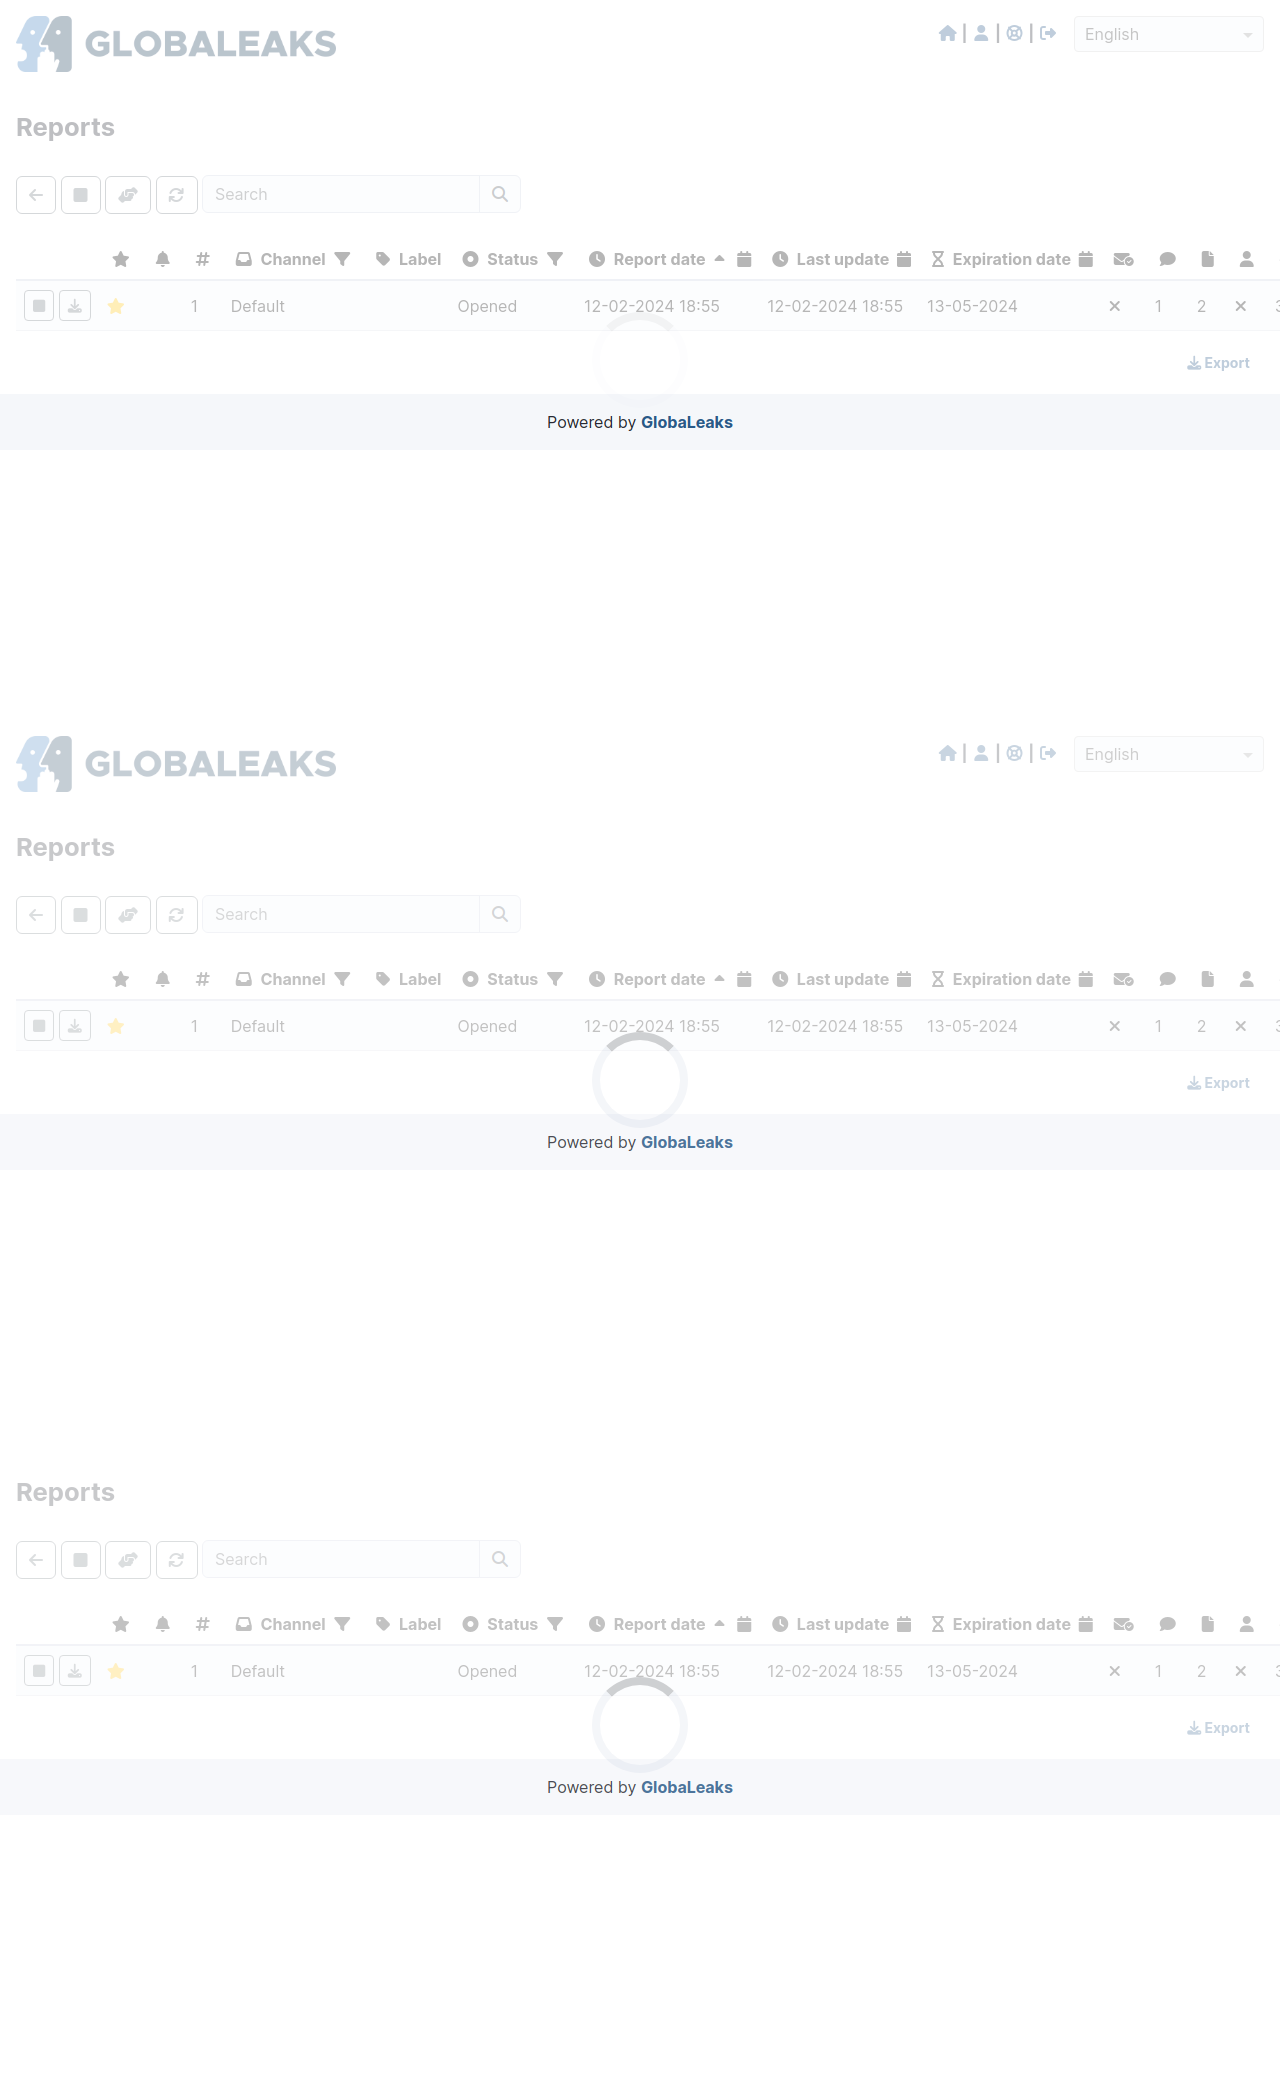 GLOBALEAKS
English
Reports
Search
# Channel Label Status Report date Last update Expiration date
1 Default Opened 12-02-2024 18:55 12-02-2024 18:55 13-05-2024 1 2 3
Export
Powered by GlobaLeaks
GLOBALEAKS
English
Reports
Search
# Channel Label Status Report date Last update Expiration date
1 Default Opened 12-02-2024 18:55 12-02-2024 18:55 13-05-2024 1 2 3
Export
Powered by GlobaLeaks
Reports
Search
# Channel Label Status Report date Last update Expiration date
1 Default Opened 12-02-2024 18:55 12-02-2024 18:55 13-05-2024 1 2 3
Export
Powered by GlobaLeaks